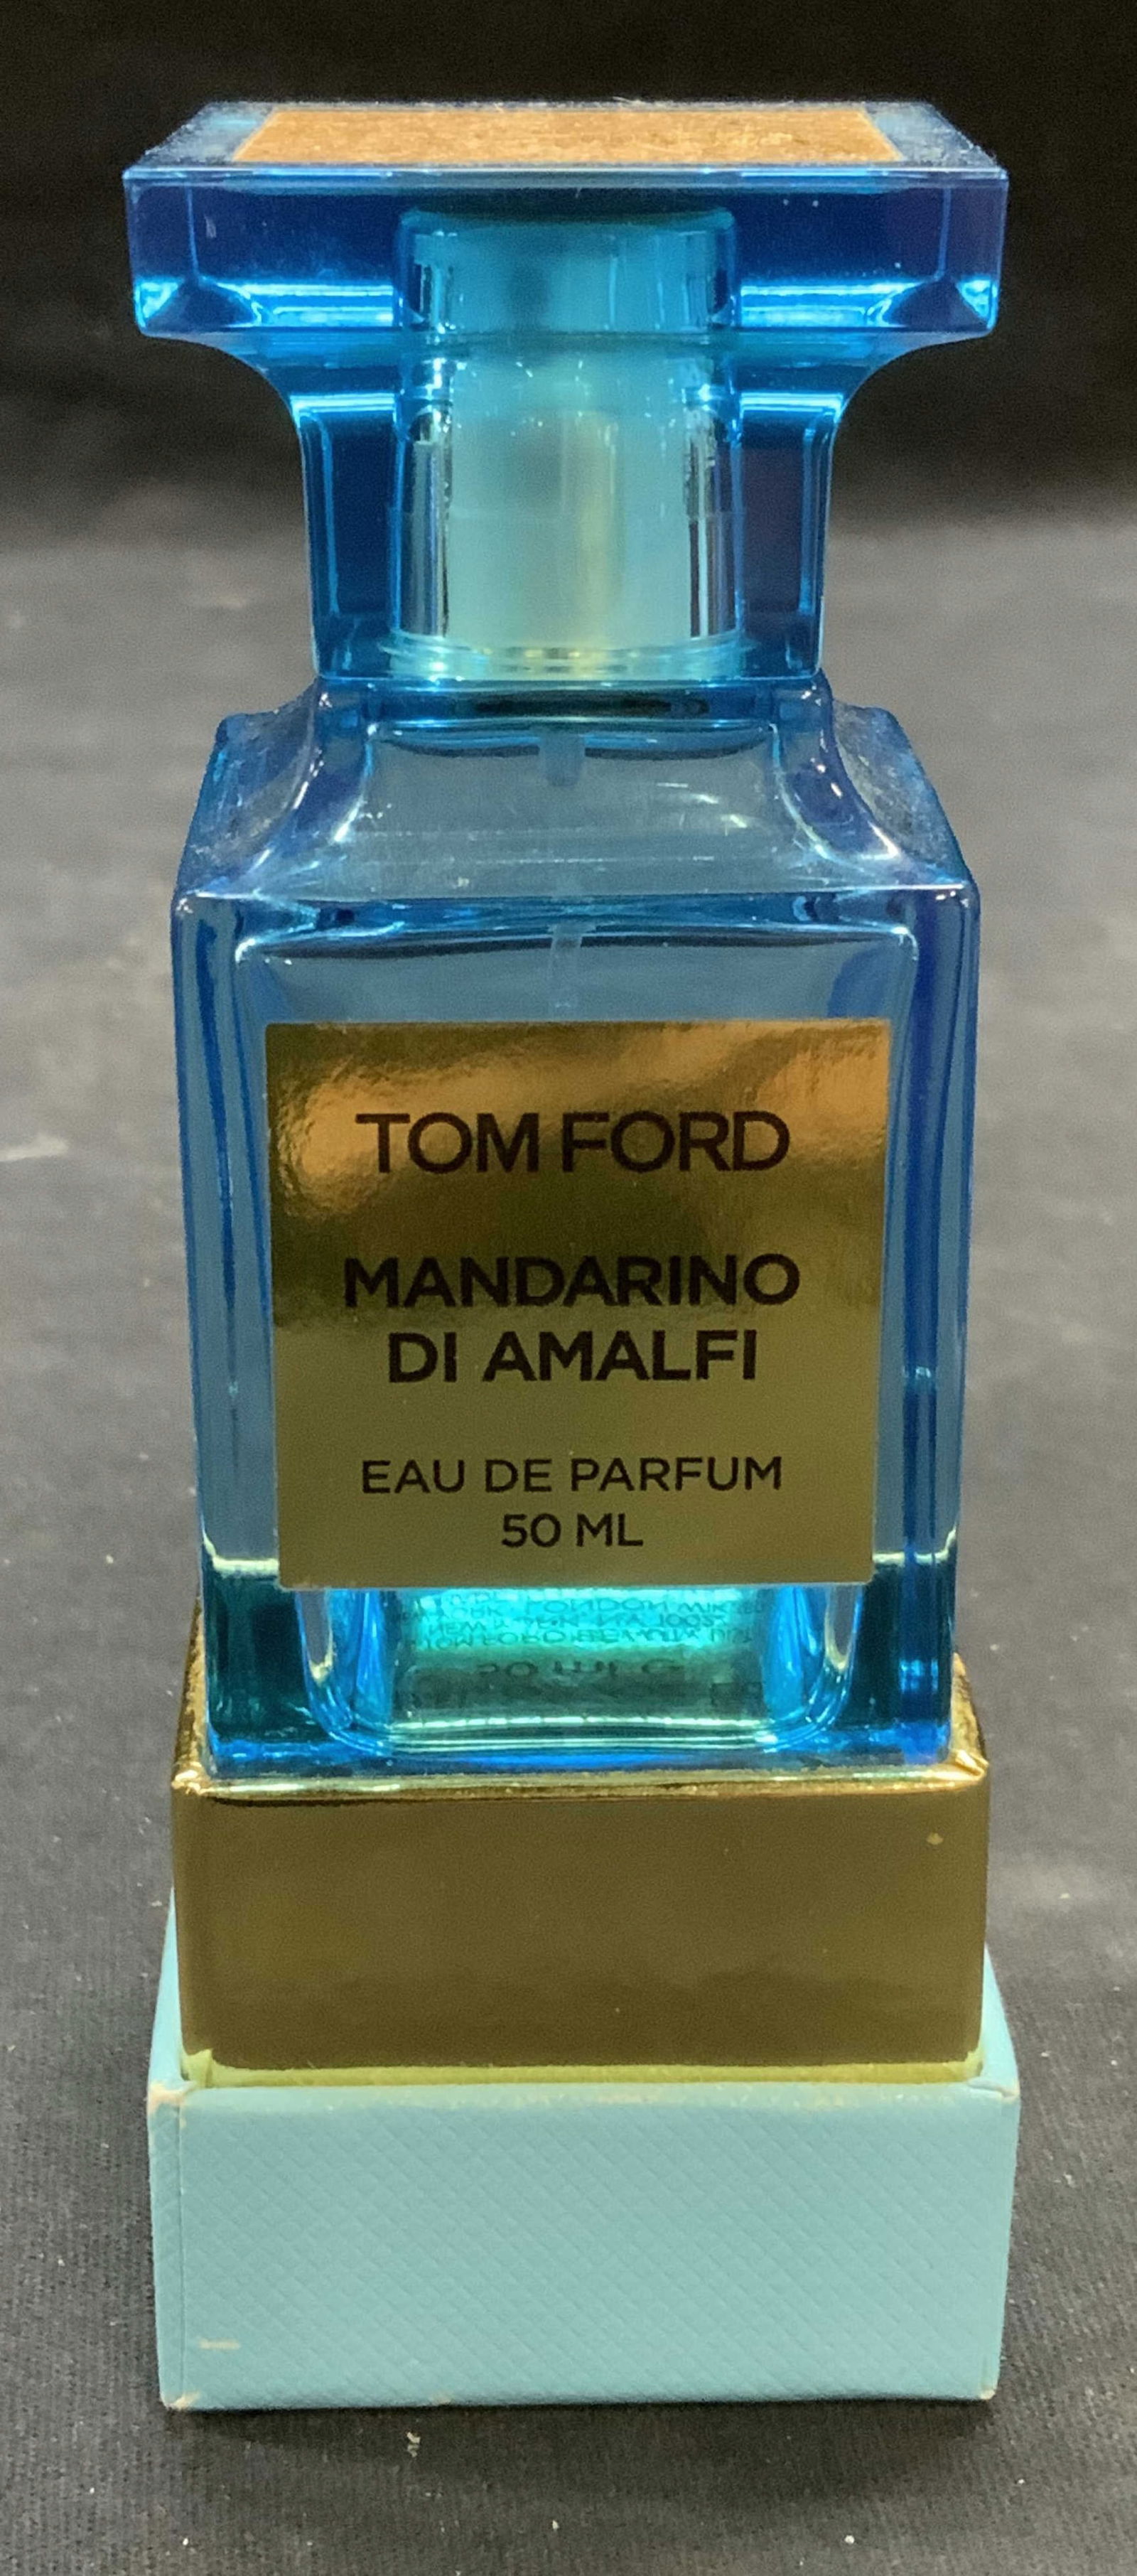 TOM FORD
MANDARINO
DI AMALFI
EAU DE PARFUM
50 ML